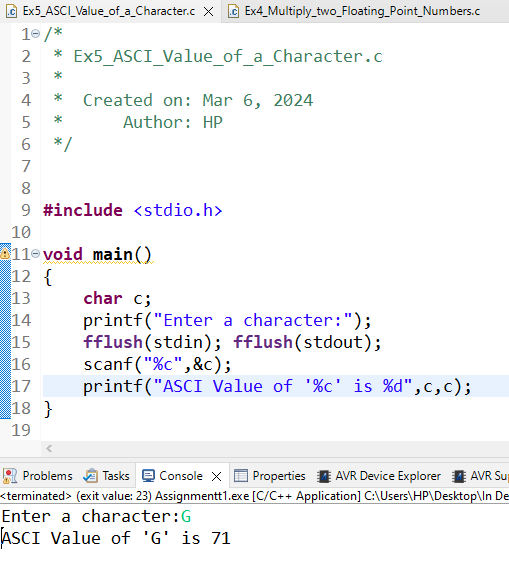 Ex5_ASCI_Value_of_a_Character.c Ex4_Multiply_two_Floating_Point_Numbers.c
1 /*
2  * Ex5_ASCI_Value_of_a_Character.c
3  *
4  *  Created on: Mar 6, 2024
5  *      Author: HP
6  */
7
8
9 #include <stdio.h>
10
11 void main()
12 {
13     char c;
14     printf("Enter a character:");
15     fflush(stdin); fflush(stdout);
16     scanf("%c",&c);
17     printf("ASCI Value of '%c' is %d",c,c);
18 }
19
Problems Tasks Console Properties AVR Device Explorer AVR Su
<terminated> (exit value: 23) Assignmentt1.exe [C/C++ Application] C:\Users\HP\Desktop\In De
Enter a character:G
ASCI Value of 'G' is 71